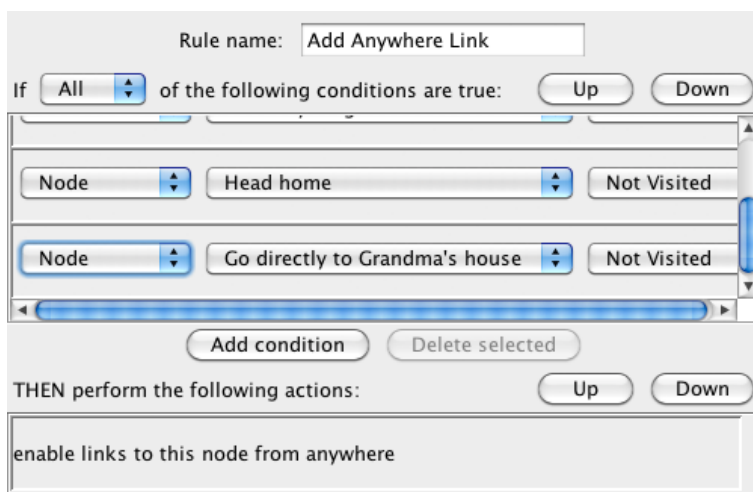 Rule name: Add Anywhere Link
If All of the following conditions are true: Up Down
Node Head home Not Visited
Node Go directly to Grandma's house Not Visited
Add condition Delete selected
THEN perform the following actions: Up Down
enable links to this node from anywhere